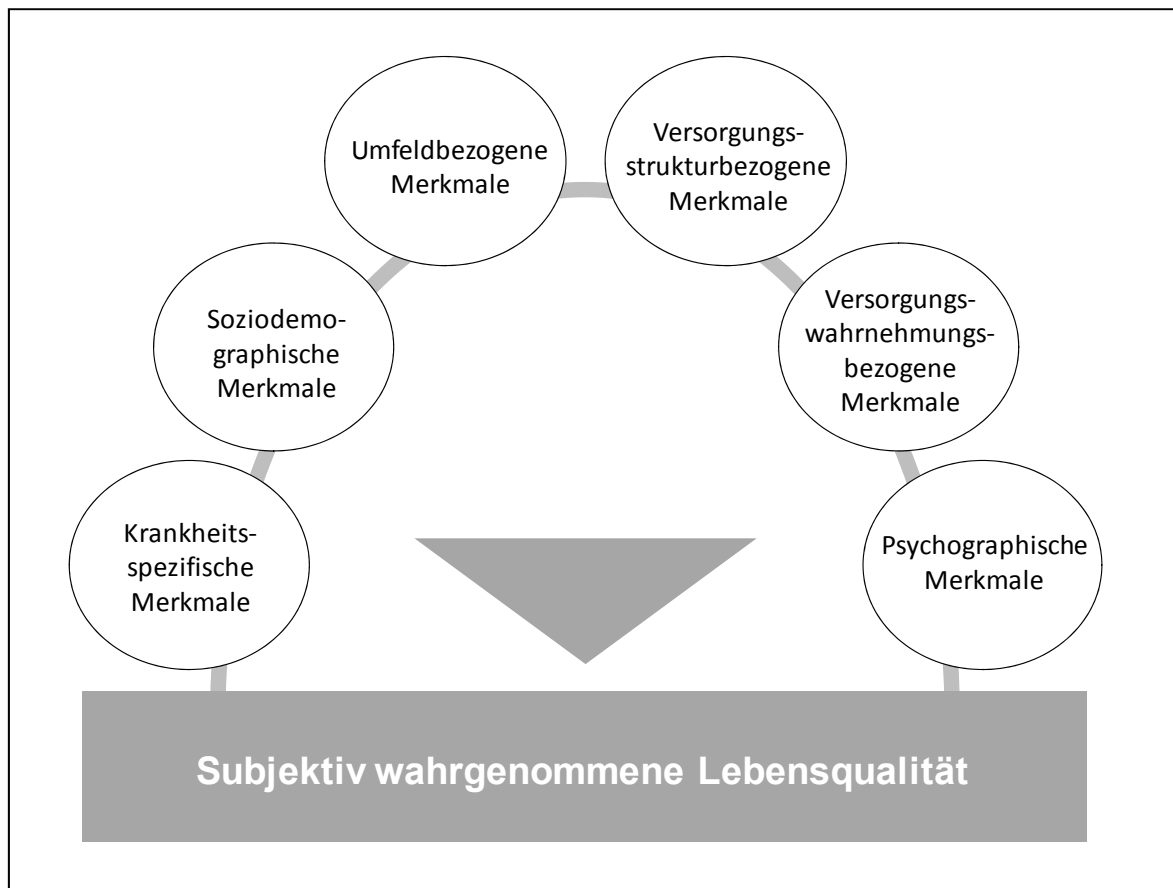 Umfeldbezogene
Merkmale
Versorgungs-
strukturbezogene
Merkmale
Soziodemo-
graphische
Merkmale
Versorgungs-
wahrnehmungs-
bezogene
Merkmale
Krankheits-
spezifische
Merkmale
Psychographische
Merkmale
Subjektiv wahrgenommene Lebensqualität